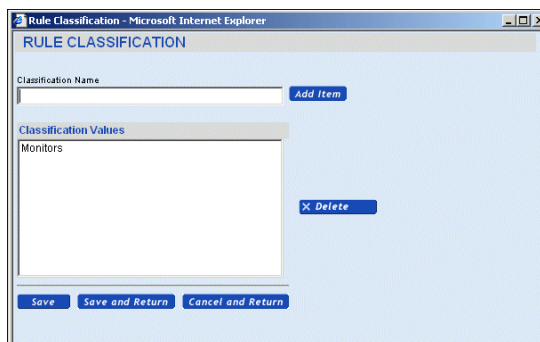 Rule Classification - Microsoft Internet Explorer
RULE CLASSIFICATION
Classification Name
Add Item
Classification Values
Monitors
X Delete
Save Save and Return Cancel and Return